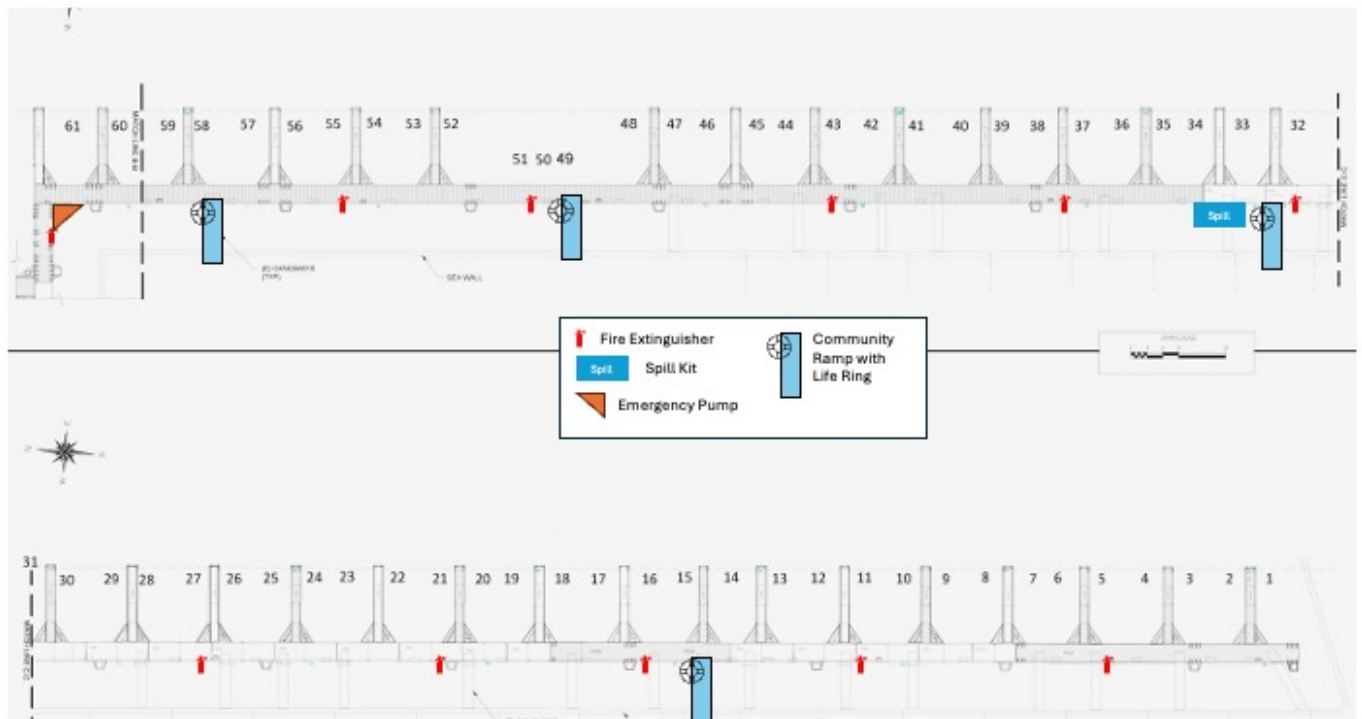 61 60 59 58 57 56 55 54 53 52 48 47 46 45 44 43 42 41 40 39 38 37 36 35 34 33 32
51 50 49
Spill
(E) GANGWAYS
(TYP.)
SEA WALL
Fire Extinguisher
Spill
Spill Kit
Emergency Pump
Community
Ramp with
Life Ring
31
30 29 28 27 26 25 24 23 22 21 20 19 18 17 16 15 14 13 12 11 10 9 8 7 6 5 4 3 2 1